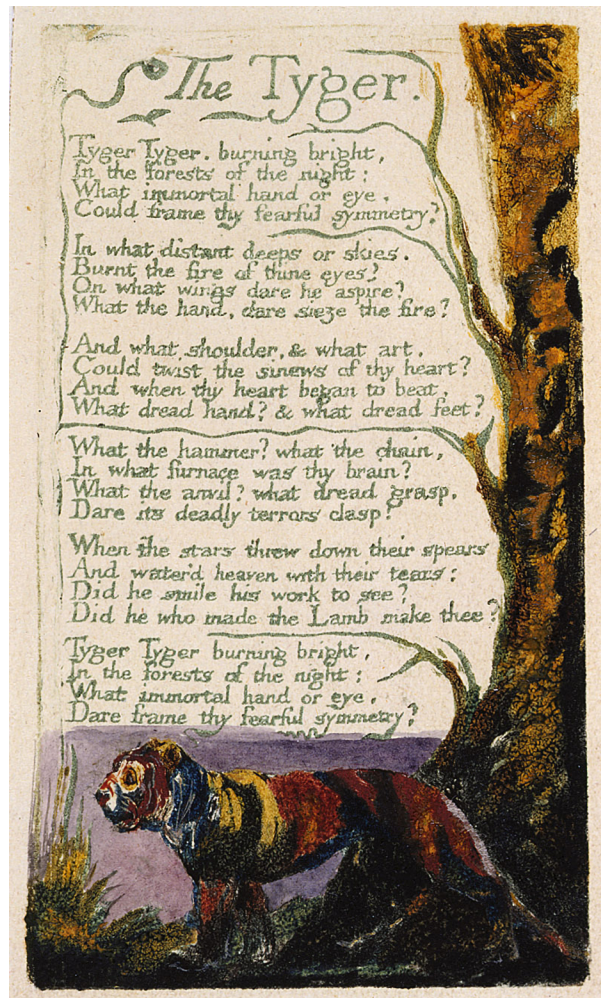 The Tyger.
Tyger Tyger. burning bright,
In the forests of the night:
What immortal hand or eye.
Could frame thy fearful symmetry?
In what distant deeps or skies.
Burnt the fire of thine eyes?
On what wings dare he aspire?
What the hand, dare sieze the fire?
And what shoulder, & what art,
Could twist the sinews of thy heart?
And when thy heart began to beat,
What dread hand? & what dread feet?
What the hammer? what the chain,
In what furnace was thy brain?
What the anvil? what dread grasp,
Dare its deadly terrors clasp!
When the stars threw down their spears
And water'd heaven with their tears:
Did he smile his work to see?
Did he who made the Lamb make thee?
Tyger Tyger burning bright,
In the forests of the night:
What immortal hand or eye,
Dare frame thy fearful symmetry?